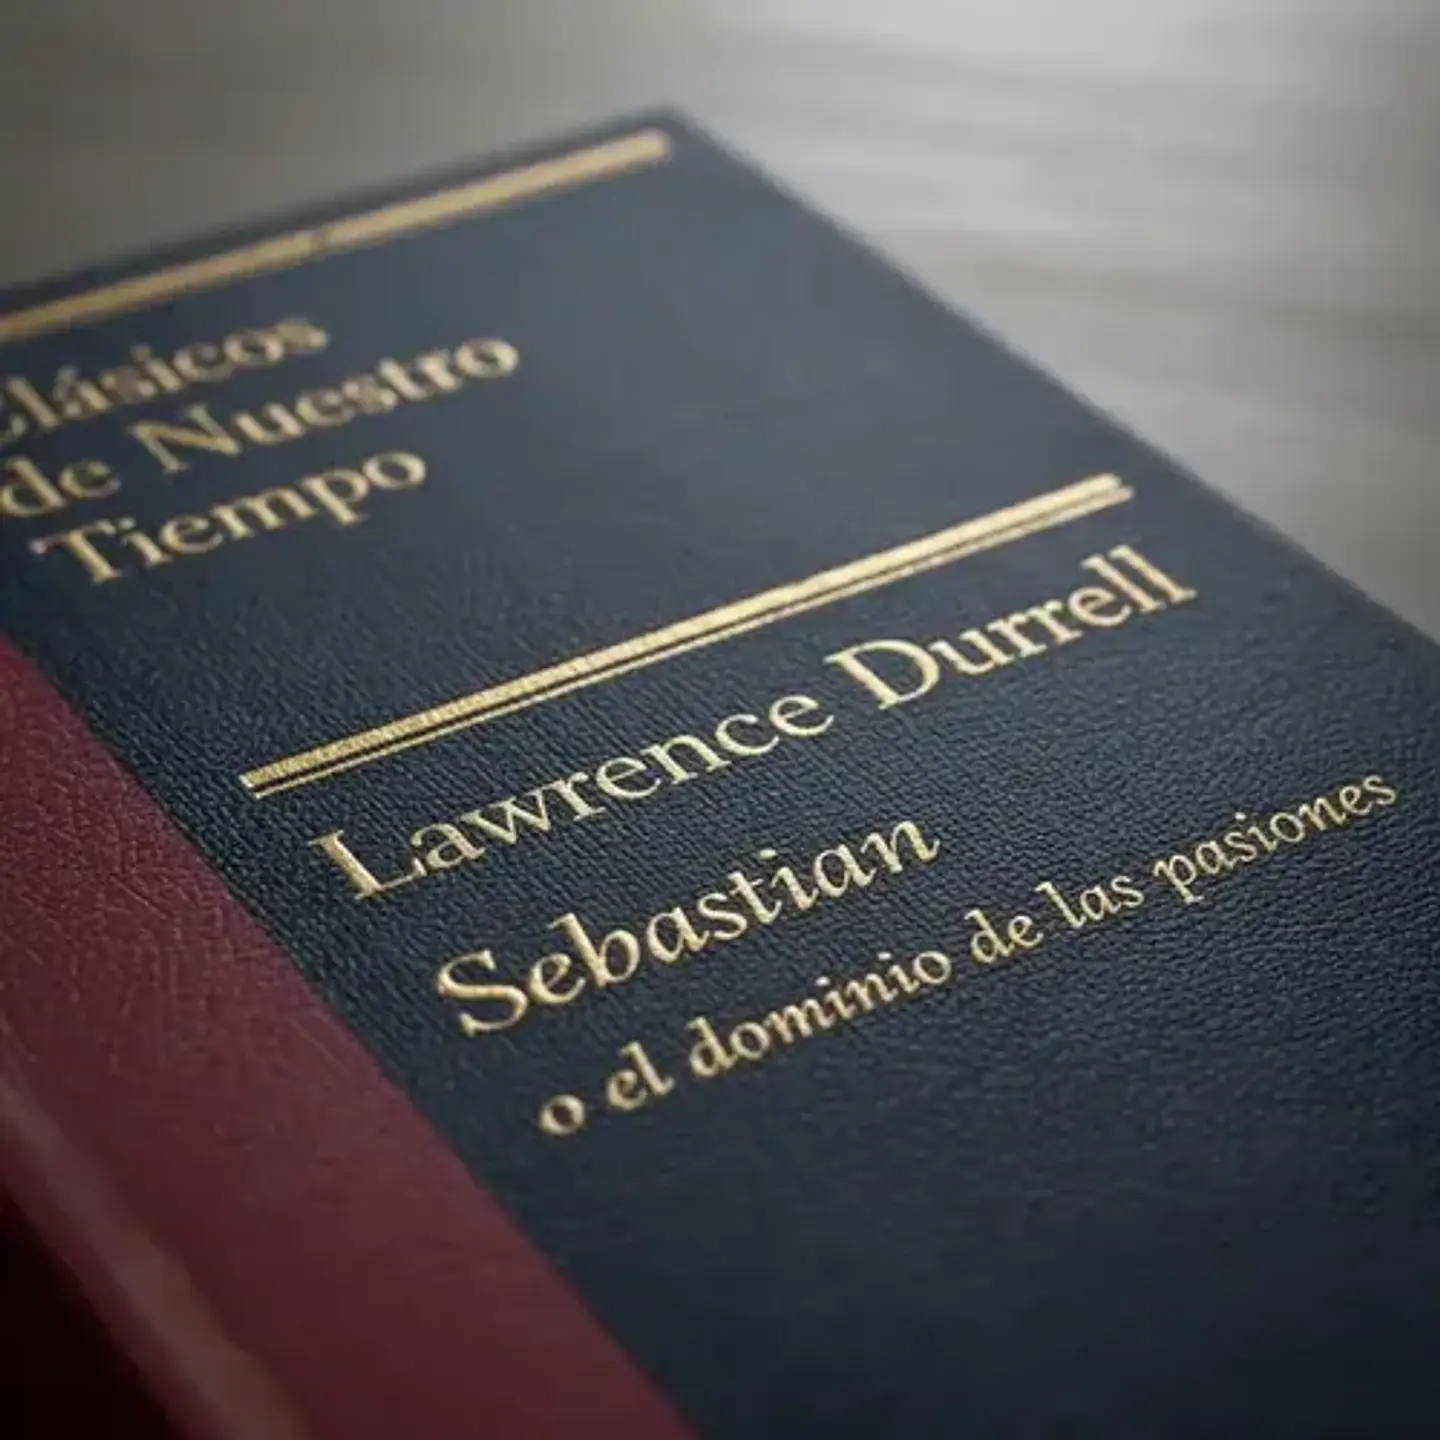 Clásicos
de Nuestro
Tiempo
Lawrence Durrell
Sebastian
o el dominio de las pasiones